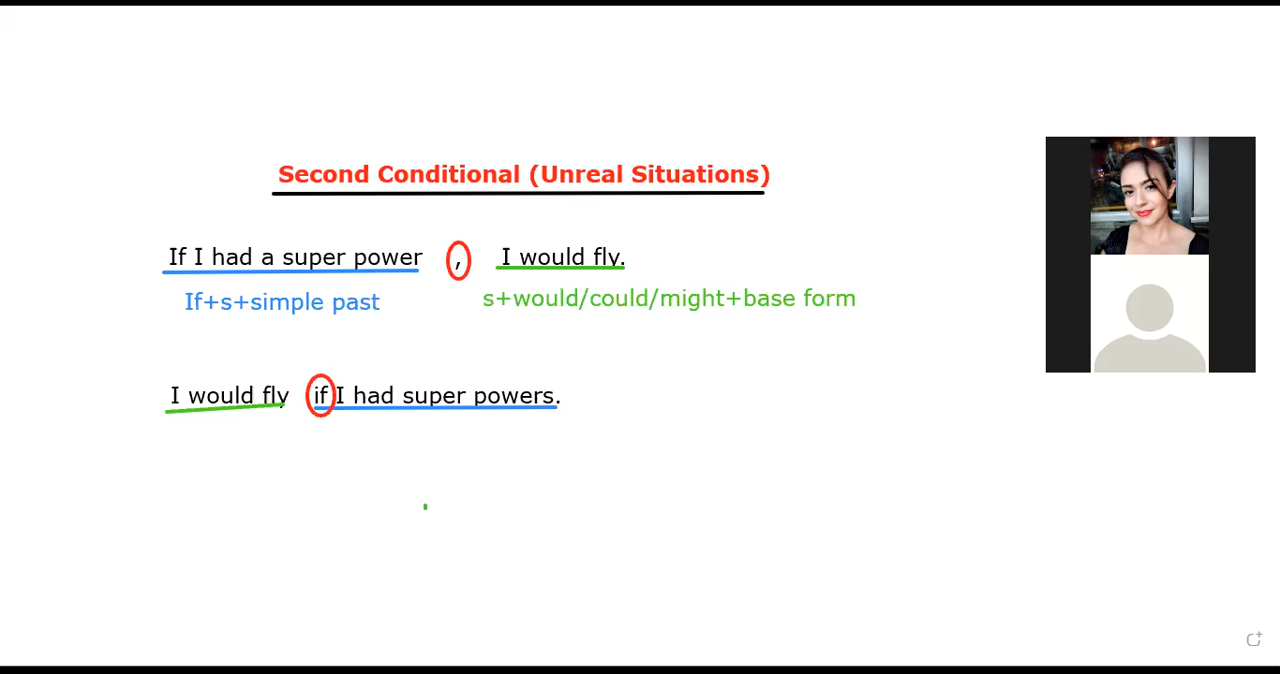 Second Conditional (Unreal Situations)
If I had a super power , I would fly.
If+s+simple past s+would/could/might+base form
I would fly if I had super powers.